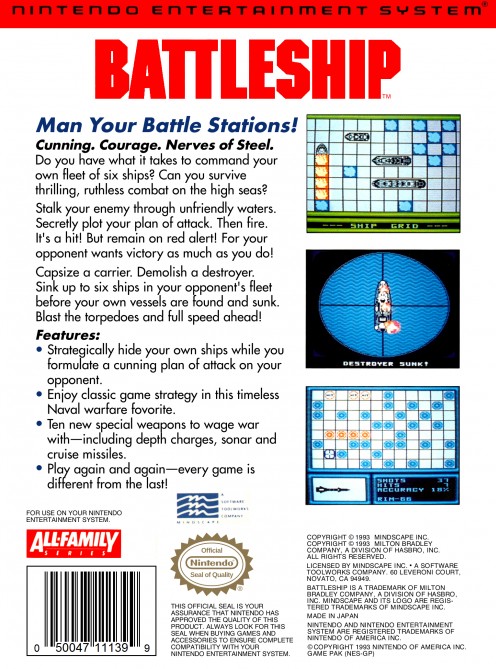 NINTENDO ENTERTAINMENT SYSTEM®
BATTLESHIP™
Man Your Battle Stations!
Cunning. Courage. Nerves of Steel.
Do you have what it takes to command your
own fleet of six ships? Can you survive
thrilling, ruthless combat on the high seas?
Stalk your enemy through unfriendly waters.
Secretly plot your plan of attack. Then fire.
It's a hit! But remain on red alert! For your
opponent wants victory as much as you do!
Capsize a carrier. Demolish a destroyer.
Sink up to six ships in your opponent's fleet
before your own vessels are found and sunk.
Blast the torpedoes and full speed ahead!
Features:
• Strategically hide your own ships while you
formulate a cunning plan of attack on your
opponent.
• Enjoy classic game strategy in this timeless
Naval warfare fovorite.
• Ten new special weapons to wage war
with—including depth charges, sonar and
cruise missiles.
• Play again and again—every game is
different from the last!
--- SHIP GRID ---
DESTROYER SUNK!
SHOTS 37
HITS 7
ACCURACY 18%
RIM-66
FOR USE ON YOUR NINTENDO
ENTERTAINMENT SYSTEM.
ALL-FAMILY
SERIES
A
SOFTWARE
TOOLWORKS
COMPANY
MINDSCAPE
Official
Nintendo
Seal of Quality
0 50047 11139 9
THIS OFFICIAL SEAL IS YOUR
ASSURANCE THAT NINTENDO HAS
APPROVED THE QUALITY OF THIS
PRODUCT. ALWAYS LOOK FOR THIS
SEAL WHEN BUYING GAMES AND
ACCESSORIES TO ENSURE COMPLETE
COMPATIBILITY WITH YOUR
NINTENDO ENTERTAINMENT SYSTEM.
COPYRIGHT © 1993 MINDSCAPE INC.
COPYRIGHT © 1993 MILTON BRADLEY
COMPANY, A DIVISION OF HASBRO, INC.
ALL RIGHTS RESERVED.
LICENSED BY MINDSCAPE INC. • A SOFTWARE
TOOLWORKS COMPANY. 60 LEVERONI COURT,
NOVATO, CA 94949.
BATTLESHIP IS A TRADEMARK OF MILTON
BRADLEY COMPANY, A DIVISION OF HASBRO,
INC. MINDSCAPE AND ITS LOGO ARE REGIS-
TERED TRADEMARKS OF MINDSCAPE INC.
MADE IN JAPAN
NINTENDO AND NINTENDO ENTERTAINMENT
SYSTEM ARE REGISTERED TRADEMARKS OF
NINTENDO OF AMERICA INC.
©COPYRIGHT 1993 NINTENDO OF AMERICA INC.
GAME PAK (NES-GP)